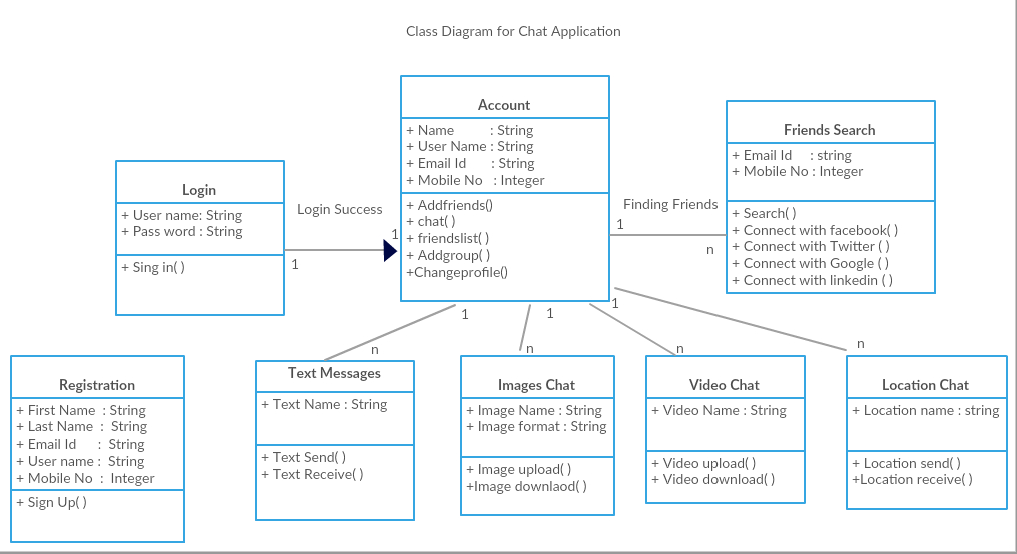 Class Diagram for Chat Application
Account
+ Name : String
+ User Name : String
+ Email Id : String
+ Mobile No : Integer
+ Addfriends()
+ chat( )
+ friendslist( )
+ Addgroup( )
+Changeprofile()
Friends Search
+ Email Id : string
+ Mobile No : Integer
+ Search( )
+ Connect with facebook( )
+ Connect with Twitter ( )
+ Connect with Google ( )
+ Connect with linkedin ( )
Login
+ User name: String
+ Pass word : String
+ Sing in( )
Login Success
1
1
Finding Friends
1
n
1
n
1
n
1
n
n
Registration
+ First Name : String
+ Last Name : String
+ Email Id : String
+ User name : String
+ Mobile No : Integer
+ Sign Up( )
Text Messages
+ Text Name : String
+ Text Send( )
+ Text Receive( )
Images Chat
+ Image Name : String
+ Image format : String
+ Image upload( )
+Image downlaod( )
Video Chat
+ Video Name : String
+ Video upload( )
+ Video download( )
Location Chat
+ Location name : string
+ Location send( )
+Location receive( )